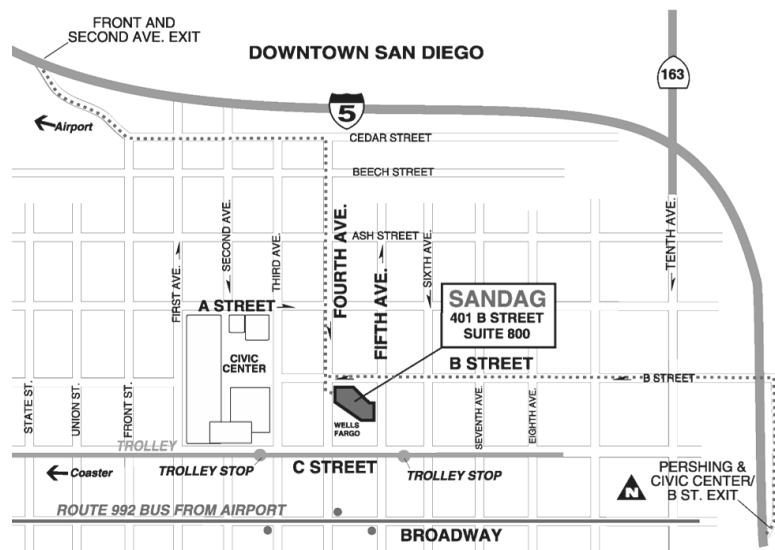 FRONT AND
SECOND AVE. EXIT
DOWNTOWN SAN DIEGO
163
5
Airport
CEDAR STREET
BEECH STREET
FIRST AVE.
SECOND AVE.
THIRD AVE.
FOURTH AVE.
FIFTH AVE.
ASH STREET
SIXTH AVE.
TENTH AVE.
A STREET
SANDAG
401 B STREET
SUITE 800
CIVIC
CENTER
B STREET
B STREET
STATE ST.
UNION ST.
FRONT ST.
WELLS
FARGO
SEVENTH AVE.
EIGHTH AVE.
TROLLEY
Coaster
TROLLEY STOP
C STREET
TROLLEY STOP
PERSHING &
CIVIC CENTER/
B ST. EXIT
N
ROUTE 992 BUS FROM AIRPORT
BROADWAY